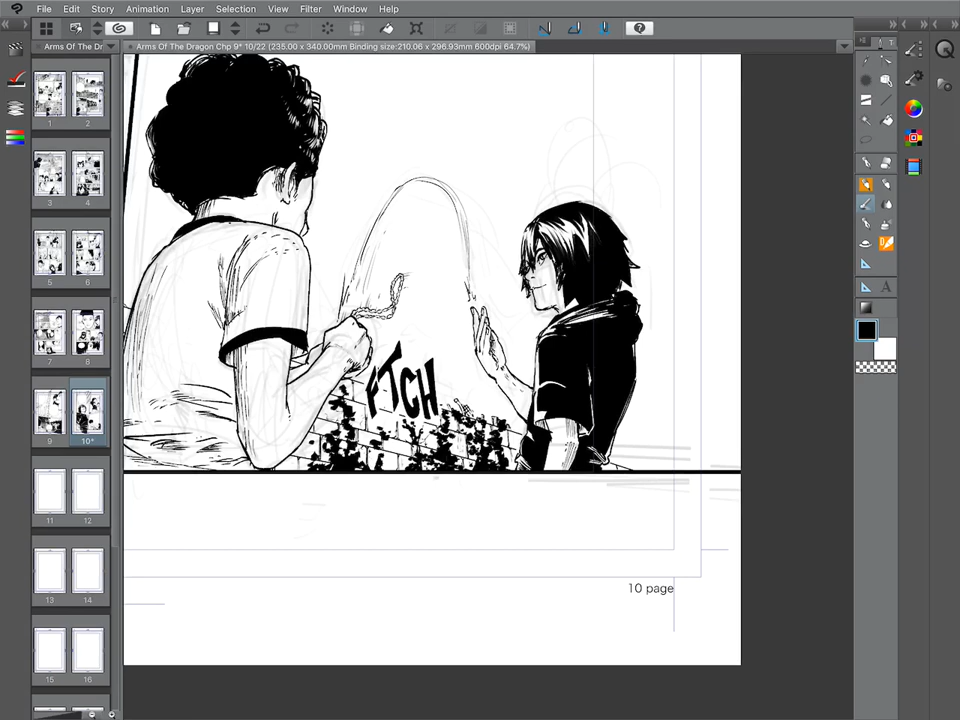 File Edit Story Animation Layer Selection View Filter Window Help
Arms Of The Dr
Arms Of The Dragon Chp 9* 10/22 (235.00 x 340.00mm Binding size:210.06 x 296.93mm 600dpi 64.7%)
1 2
3 4
5 6
7 8
9 10*
11 12
13 14
15 16
FTCH
10 page
T
A
?